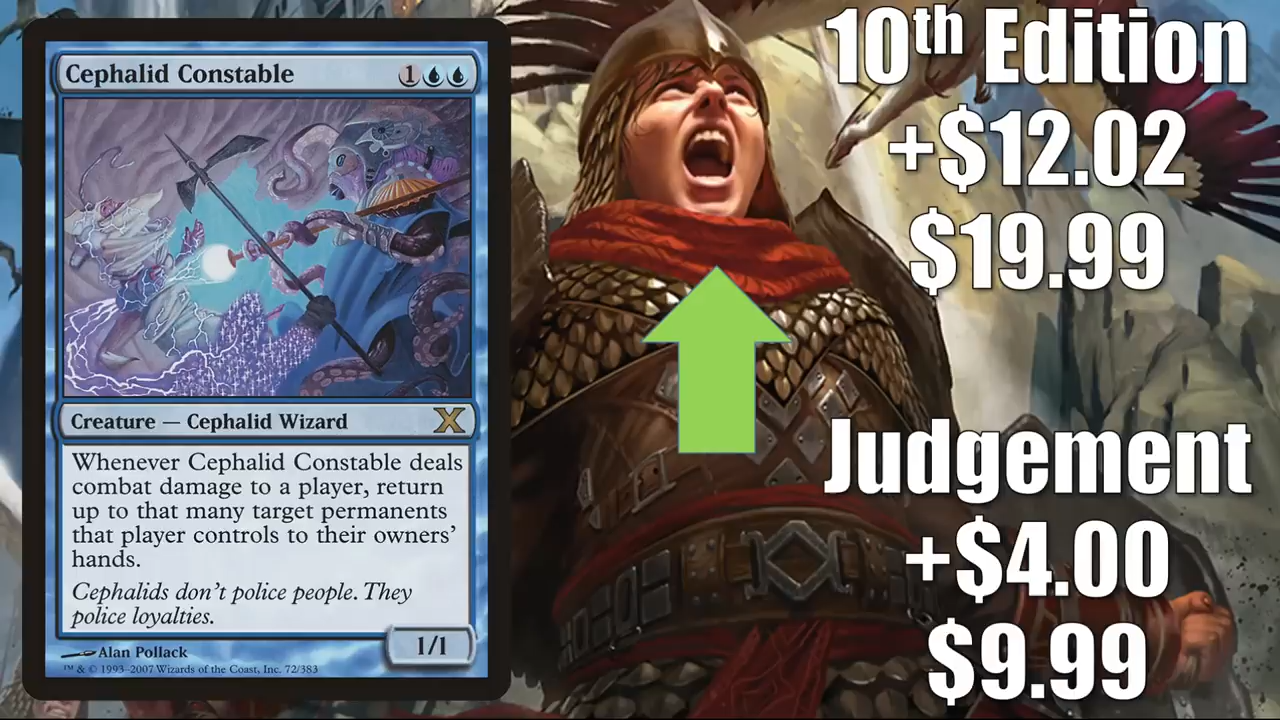 Cephalid Constable 1
Creature — Cephalid Wizard X
Whenever Cephalid Constable deals
combat damage to a player, return
up to that many target permanents
that player controls to their owners’
hands.
Cephalids don’t police people. They
police loyalties.
Alan Pollack
1/1
™ & © 1993–2007 Wizards of the Coast, Inc. 72/383
10th Edition
+$12.02
$19.99
Judgement
+$4.00
$9.99